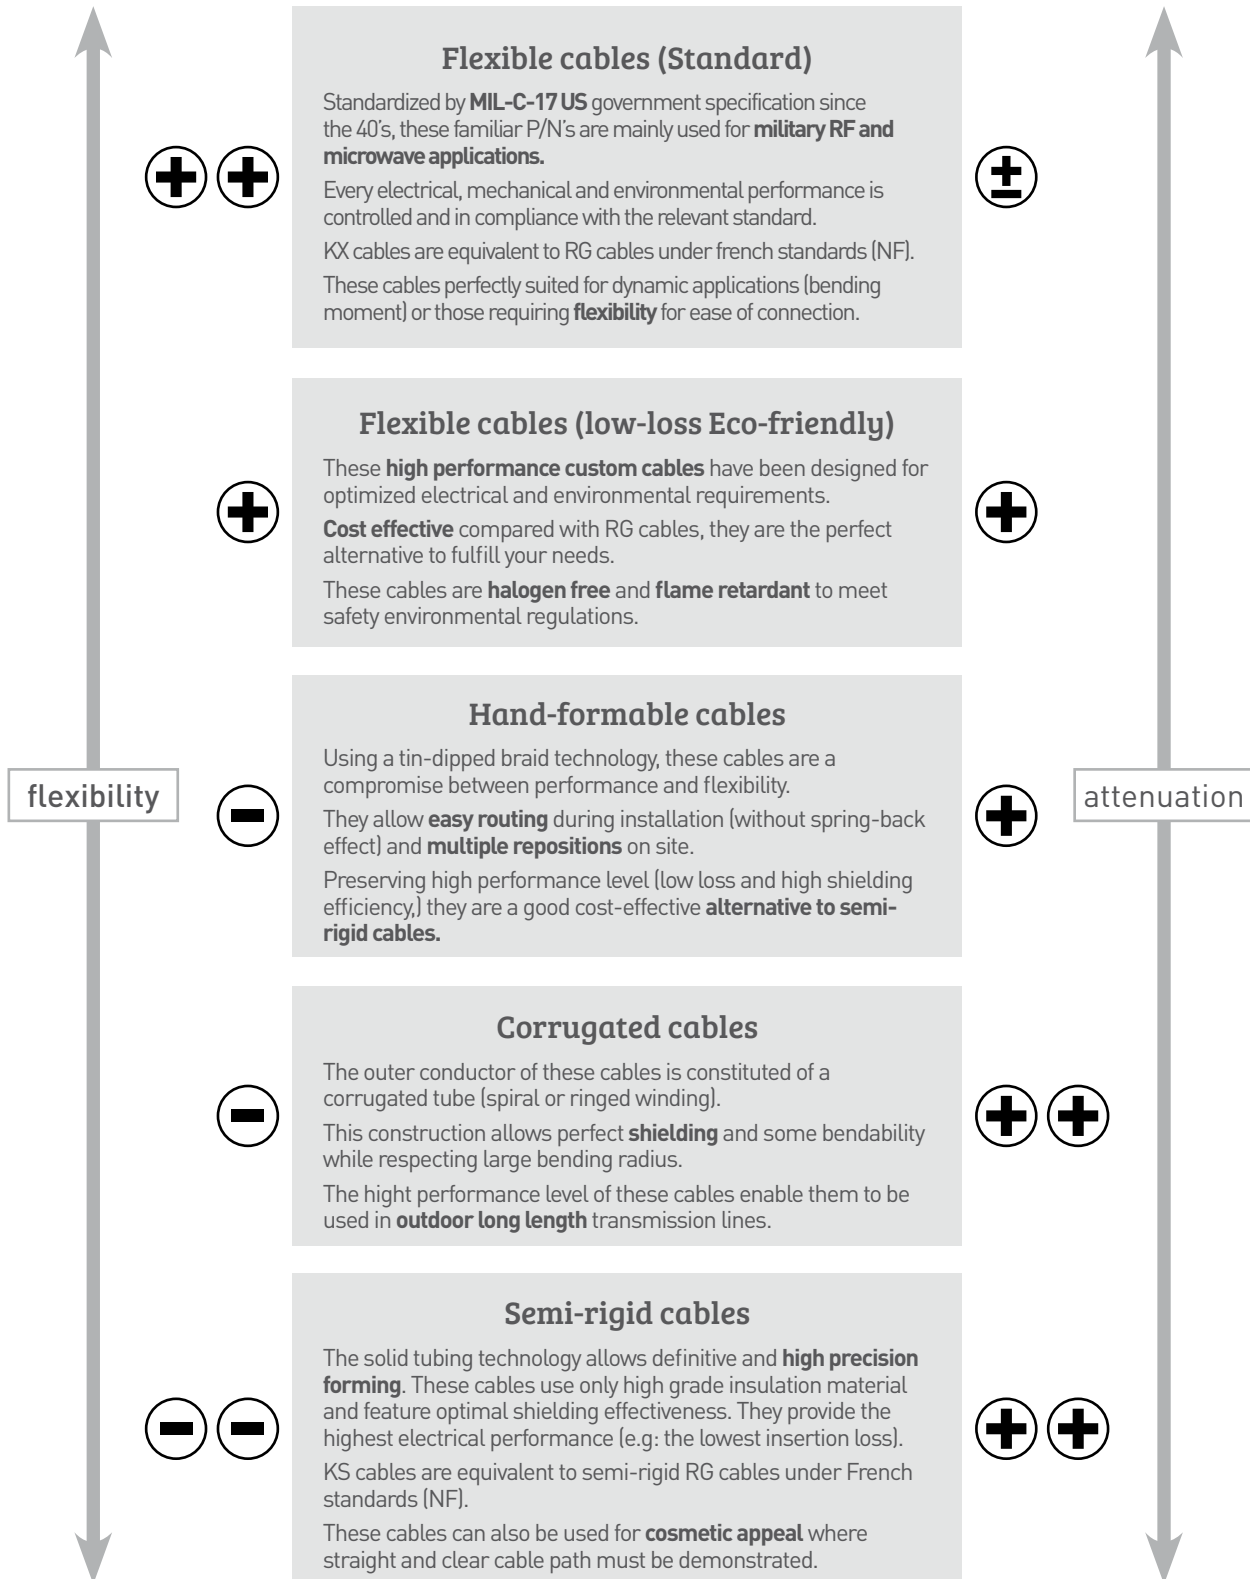 Flexible cables (Standard)
Standardized by MIL-C-17 US government specification since
the 40's, these familiar P/N's are mainly used for military RF and
microwave applications.
Every electrical, mechanical and environmental performance is
controlled and in compliance with the relevant standard.
KX cables are equivalent to RG cables under french standards (NF).
These cables perfectly suited for dynamic applications (bending
moment) or those requiring flexibility for ease of connection.
Flexible cables (low-loss Eco-friendly)
These high performance custom cables have been designed for
optimized electrical and environmental requirements.
Cost effective compared with RG cables, they are the perfect
alternative to fulfill your needs.
These cables are halogen free and flame retardant to meet
safety environmental regulations.
Hand-formable cables
Using a tin-dipped braid technology, these cables are a
compromise between performance and flexibility.
They allow easy routing during installation (without spring-back
effect) and multiple repositions on site.
Preserving high performance level (low loss and high shielding
efficiency,) they are a good cost-effective alternative to semi-
rigid cables.
flexibility
attenuation
Corrugated cables
The outer conductor of these cables is constituted of a
corrugated tube (spiral or ringed winding).
This construction allows perfect shielding and some bendability
while respecting large bending radius.
The hight performance level of these cables enable them to be
used in outdoor long length transmission lines.
Semi-rigid cables
The solid tubing technology allows definitive and high precision
forming. These cables use only high grade insulation material
and feature optimal shielding effectiveness. They provide the
highest electrical performance (e.g: the lowest insertion loss).
KS cables are equivalent to semi-rigid RG cables under French
standards (NF).
These cables can also be used for cosmetic appeal where
straight and clear cable path must be demonstrated.